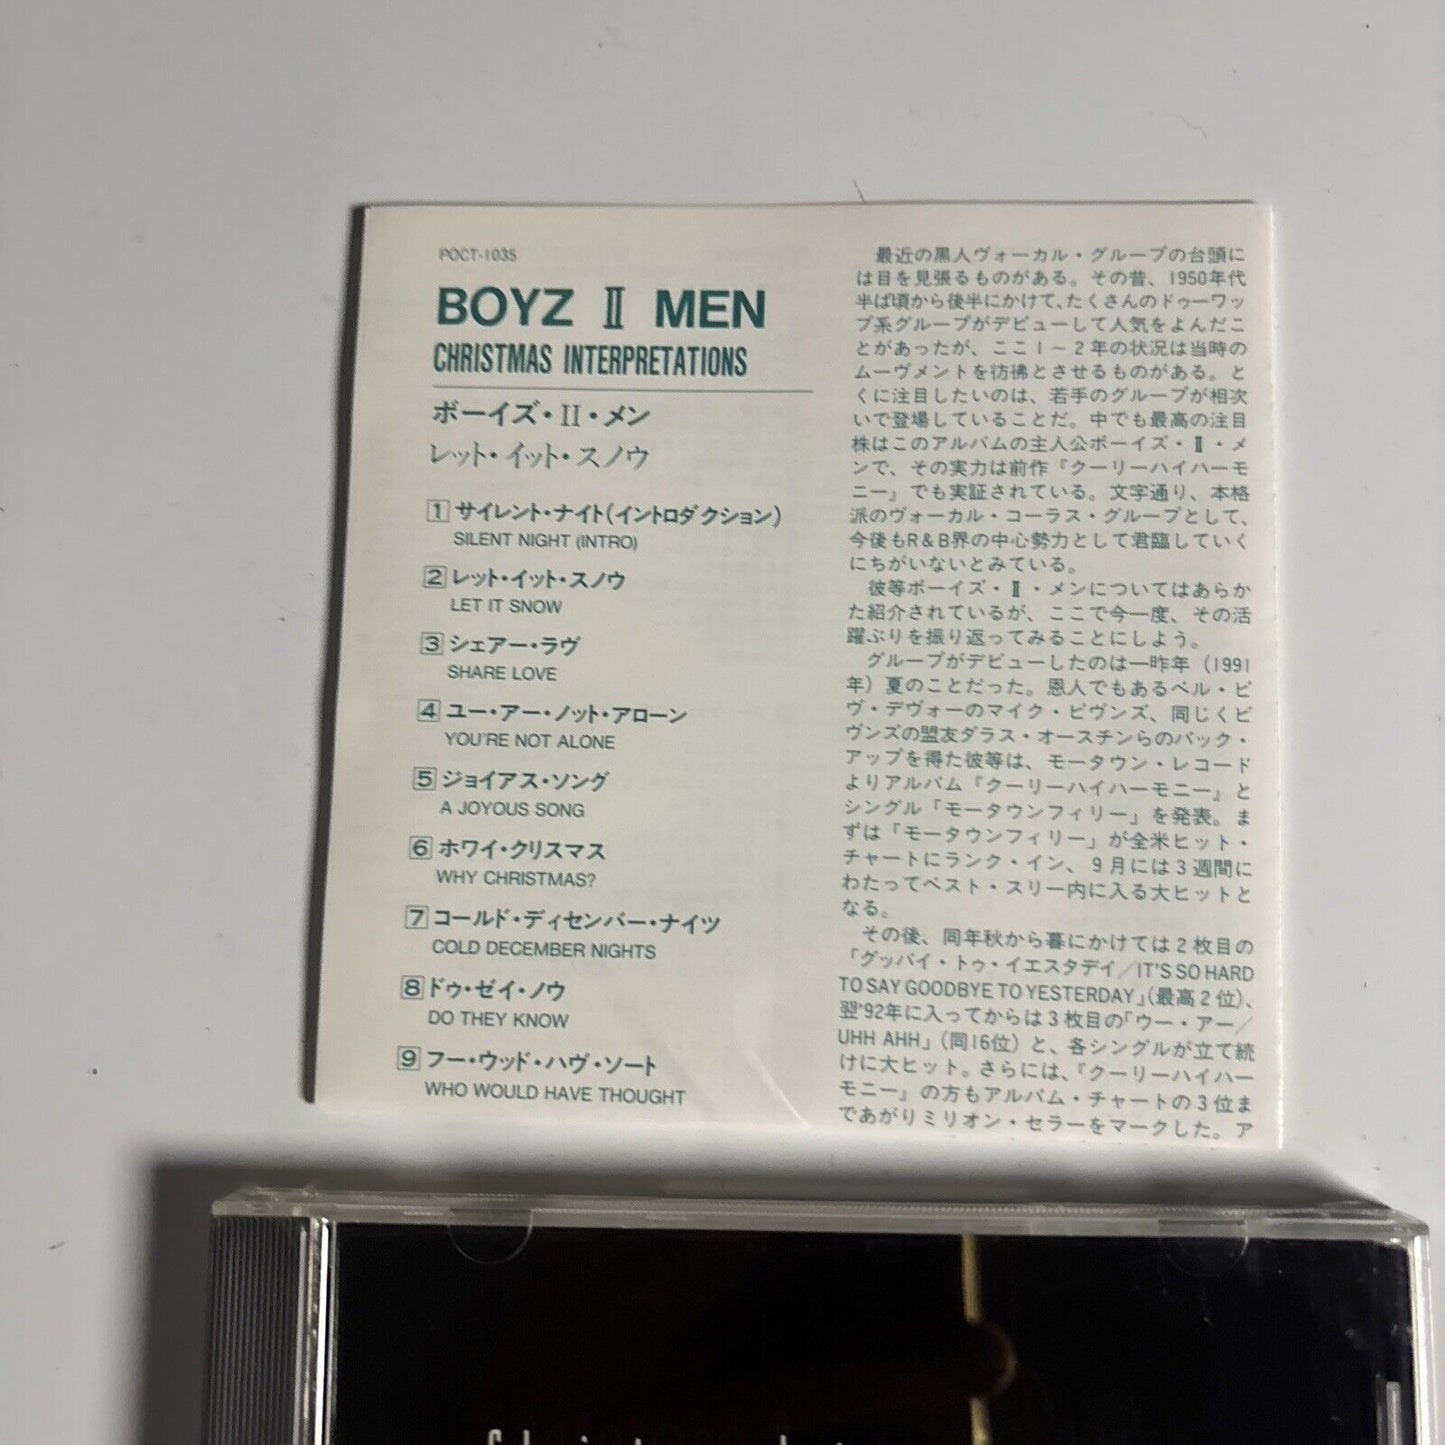 POCT-1035
BOYZ Ⅱ MEN
CHRISTMAS INTERPRETATIONS
ボーイズ・II・メン
レット・イット・スノウ
1 サイレント・ナイト(イントロダクション)
SILENT NIGHT (INTRO)
2 レット・イット・スノウ
LET IT SNOW
3 シェアー・ラヴ
SHARE LOVE
4 ユー・アー・ノット・アローン
YOU'RE NOT ALONE
5 ジョイアス・ソング
A JOYOUS SONG
6 ホワイ・クリスマス
WHY CHRISTMAS?
7 コールド・ディセンバー・ナイツ
COLD DECEMBER NIGHTS
8 ドゥ・ゼイ・ノウ
DO THEY KNOW
9 フー・ウッド・ハヴ・ソート
WHO WOULD HAVE THOUGHT
最近の黒人ヴォーカル・グループの台頭に
は目を見張るものがある。その昔、1950年代
半ば頃から後半にかけて、たくさんのドゥーワッ
プ系グループがデビューして人気をよんだこ
とがあったが、ここ1～2年の状況は当時の
ムーヴメントを彷彿とさせるものがある。と
くに注目したいのは、若手のグループが相次
いで登場していることだ。中でも最高の注目
株はこのアルバムの主人公ボーイズ・Ⅱ・メ
ンで、その実力は前作『クーリーハイハーモ
ニー』でも実証されている。文字通り、本格
派のヴォーカル・コーラス・グループとして、
今後もR&B界の中心勢力として君臨していく
にちがいないとみている。
彼等ボーイズ・Ⅱ・メンについてはあらか
た紹介されているが、ここで今一度、その活
躍ぶりを振り返ってみることにしよう。
グループがデビューしたのは一昨年（1991
年）夏のことだった。恩人でもあるベル・ビ
ヴ・デヴォーのマイク・ビヴンズ、同じくビ
ヴンズの盟友ダラス・オースチンらのバック・
アップを得た彼等は、モータウン・レコード
よりアルバム『クーリーハイハーモニー』と
シングル「モータウンフィリー」を発表。ま
ずは「モータウンフィリー」が全米ヒット・
チャートにランク・イン、9月には3週間に
わたってベスト・スリー内に入る大ヒットと
なる。
その後、同年秋から暮にかけては2枚目の
「グッバイ・トゥ・イエスタデイ／IT'S SO HARD
TO SAY GOODBYE TO YESTERDAY」(最高2位)、
翌'92年に入ってからは3枚目の「ウー・アー／
UHH AHH」(同16位) と、各シングルが立て続
けに大ヒット。さらには、『クーリーハイハー
モニー』の方もアルバム・チャートの3位ま
であがりミリオン・セラーをマークした。ア